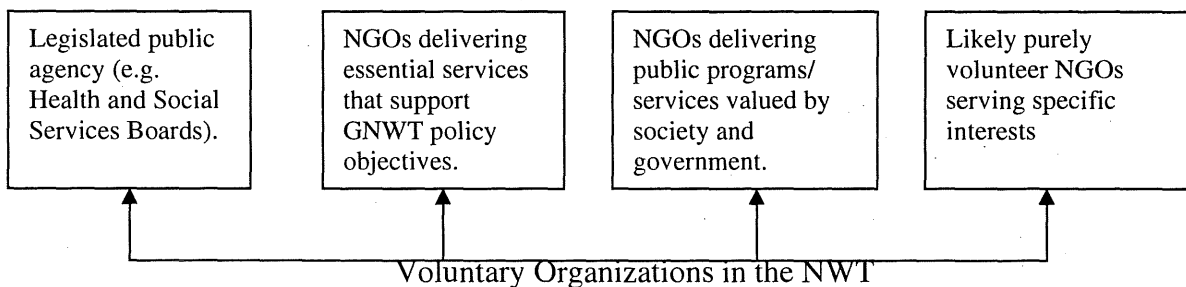 Legislated public
agency (e.g.
Health and Social
Services Boards).
NGOs delivering
essential services
that support
GNWT policy
objectives.
NGOs delivering
public programs/
services valued by
society and
government.
Likely purely
volunteer NGOs
serving specific
interests
Voluntary Organizations in the NWT